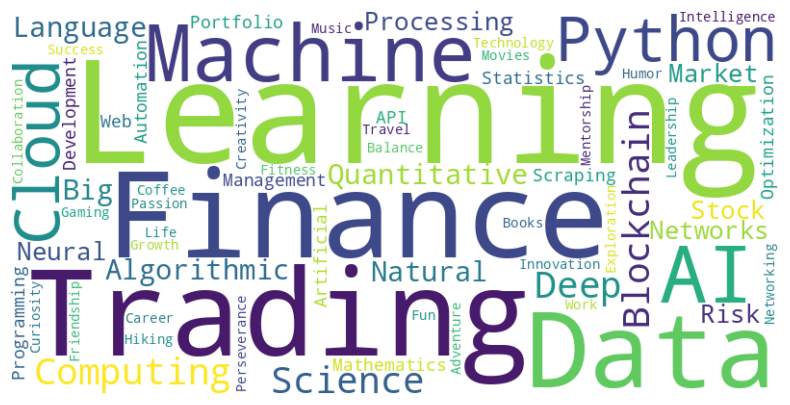 Language
Portfolio
Music
Processing
Intelligence
Success
Machine
Technology
Movies
Python
Cloud
Collaboration
Development
Automation
Learning
Statistics
Humor
Market
Web
Creativity
API
Travel
Balance
Mentorship
Leadership
Optimization
Big
Coffee
Passion
Management
Fitness
Quantitative
Scraping
Blockchain
Gaming
Finance
Books
Exploration
Stock
Networks
Life
Growth
Neural
Algorithmic
Artificial
Natural
Innovation
Deep
AI
Networking
Programming
Curiosity
Friendship
Trading
Career
Hiking
Perseverance
Fun
Adventure
Work
Risk
Data
Computing
Science
Mathematics